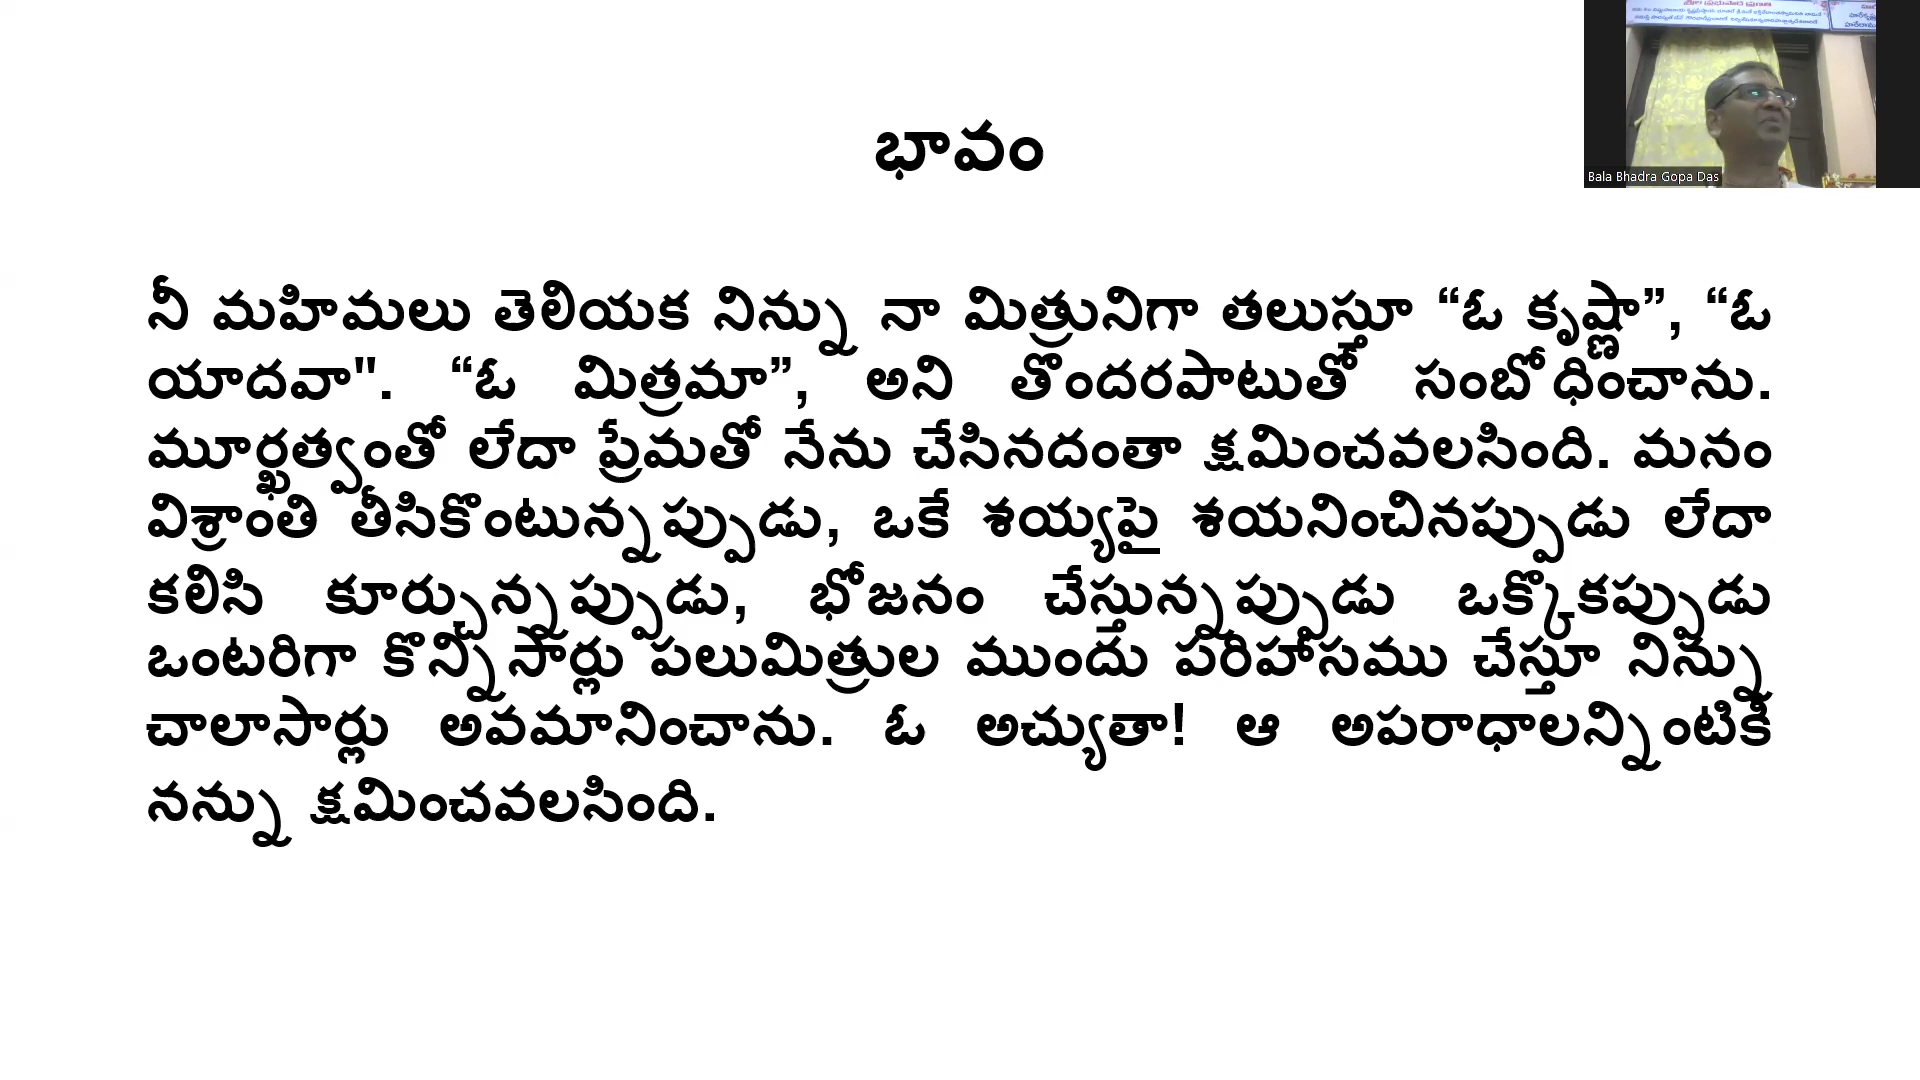 శ్రీల ప్రభుపాద ప్రణతి
భావం
Bala Bhadra Gopa Das
నీ మహిమలు తెలియక నిన్ను నా మిత్రునిగా తలుస్తూ “ఓ కృష్ణా”, “ఓ
యాదవా". “ఓ మిత్రమా”, అని తొందరపాటుతో సంబోధించాను.
మూర్ఖత్వంతో లేదా ప్రేమతో నేను చేసినదంతా క్షమించవలసింది. మనం
విశ్రాంతి తీసికొంటున్నప్పుడు, ఒకే శయ్యపై శయనించినప్పుడు లేదా
కలిసి కూర్చున్నప్పుడు, భోజనం చేస్తున్నప్పుడు ఒక్కొకప్పుడు
ఒంటరిగా కొన్నిసార్లు పలుమిత్రుల ముందు పరిహాసము చేస్తూ నిన్ను
చాలాసార్లు అవమానించాను. ఓ అచ్యుతా! ఆ అపరాధాలన్నింటికి
నన్ను క్షమించవలసింది.